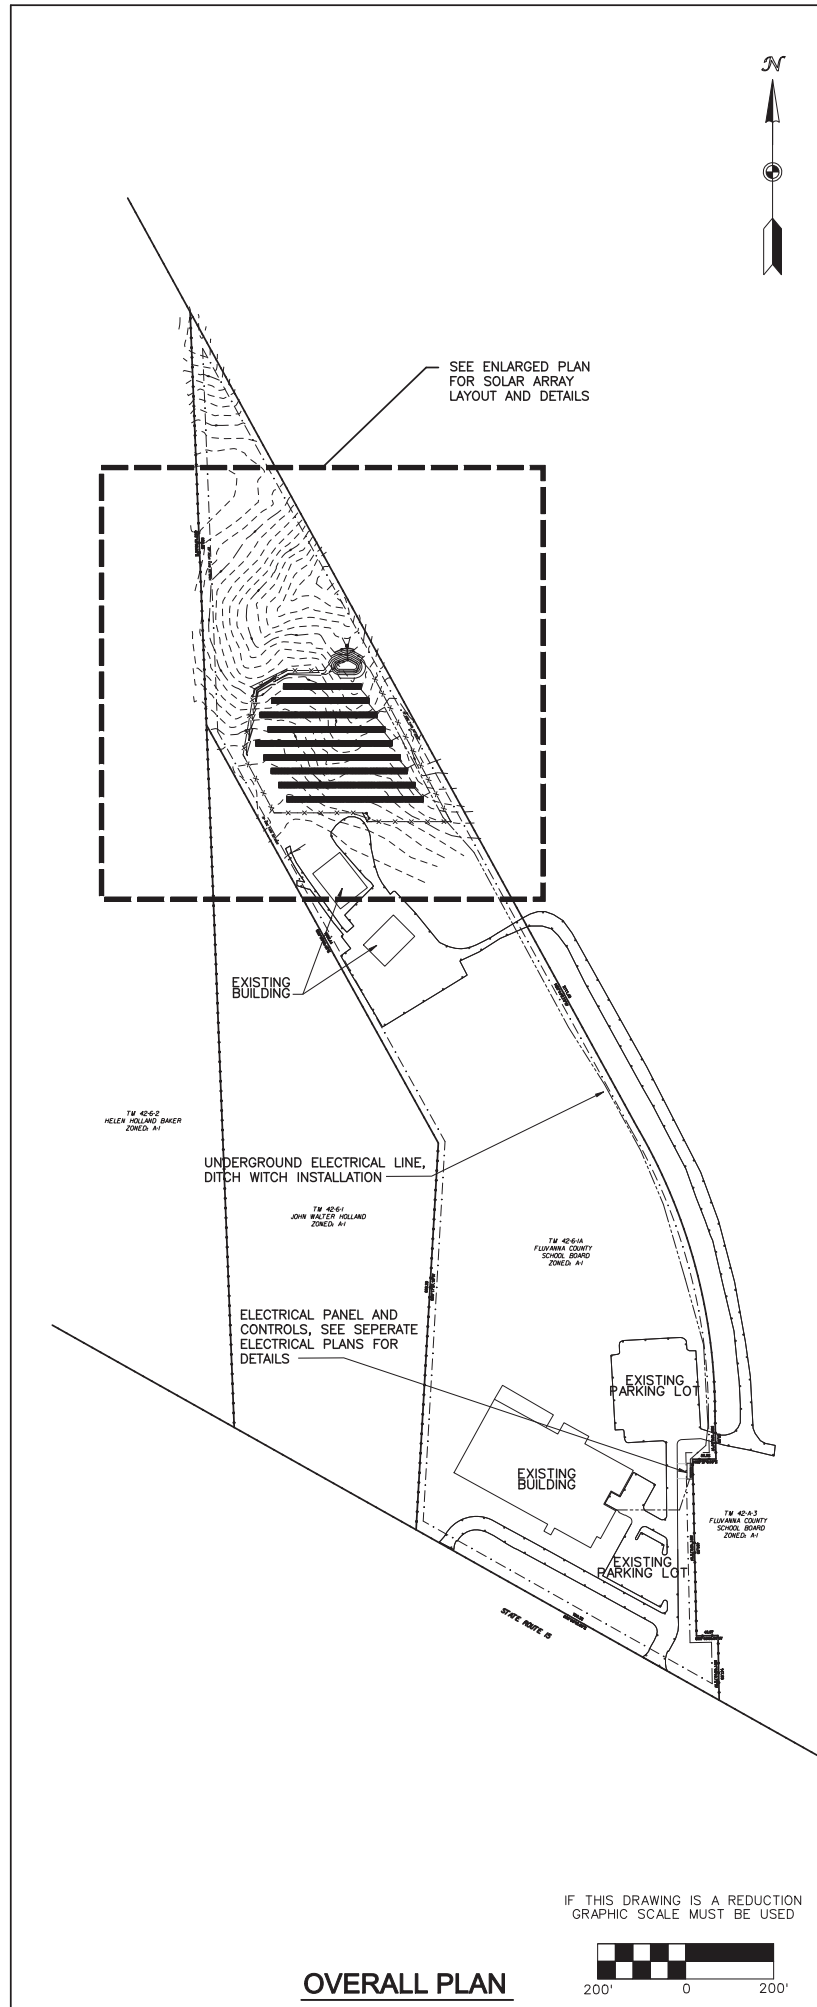 N
SEE ENLARGED PLAN
FOR SOLAR ARRAY
LAYOUT AND DETAILS
EXISTING
BUILDING
TM 42-6-2
HELEN HOLLAND BAKER
ZONED: A-1
UNDERGROUND ELECTRICAL LINE,
DITCH WITCH INSTALLATION
TM 42-6-1
JOHN WALTER HOLLAND
ZONED: A-1
TM 42-6-1A
FLUVANNA COUNTY
SCHOOL BOARD
ZONED: A-1
ELECTRICAL PANEL AND
CONTROLS, SEE SEPERATE
ELECTRICAL PLANS FOR
DETAILS
EXISTING
PARKING LOT
EXISTING
BUILDING
TM 42-A-3
FLUVANNA COUNTY
SCHOOL BOARD
ZONED: A-1
EXISTING
PARKING LOT
STATE ROUTE 15
IF THIS DRAWING IS A REDUCTION
GRAPHIC SCALE MUST BE USED
200' 0 200'
OVERALL PLAN